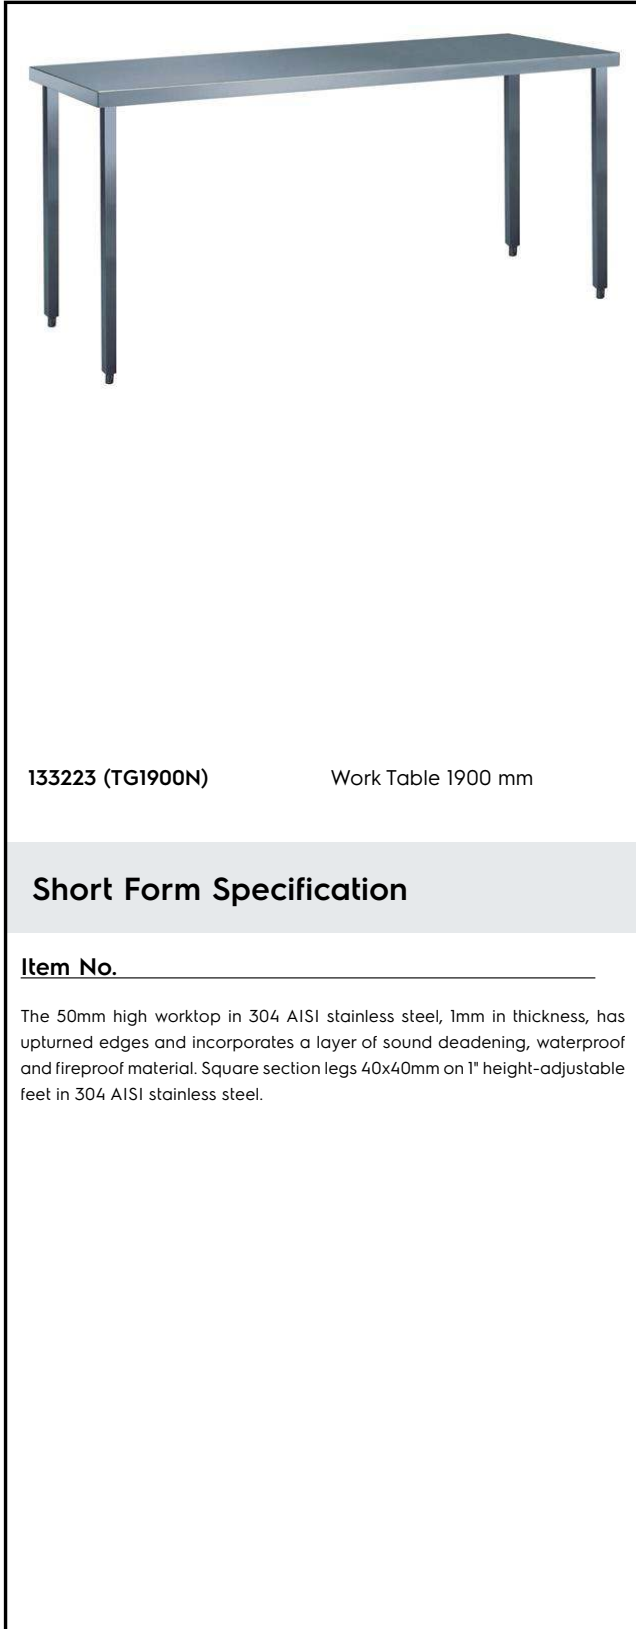 133223 (TG1900N) Work Table 1900 mm
Short Form Specification
Item No.
The 50mm high worktop in 304 AISI stainless steel, 1mm in thickness, has
upturned edges and incorporates a layer of sound deadening, waterproof
and fireproof material. Square section legs 40x40mm on 1" height-adjustable
feet in 304 AISI stainless steel.